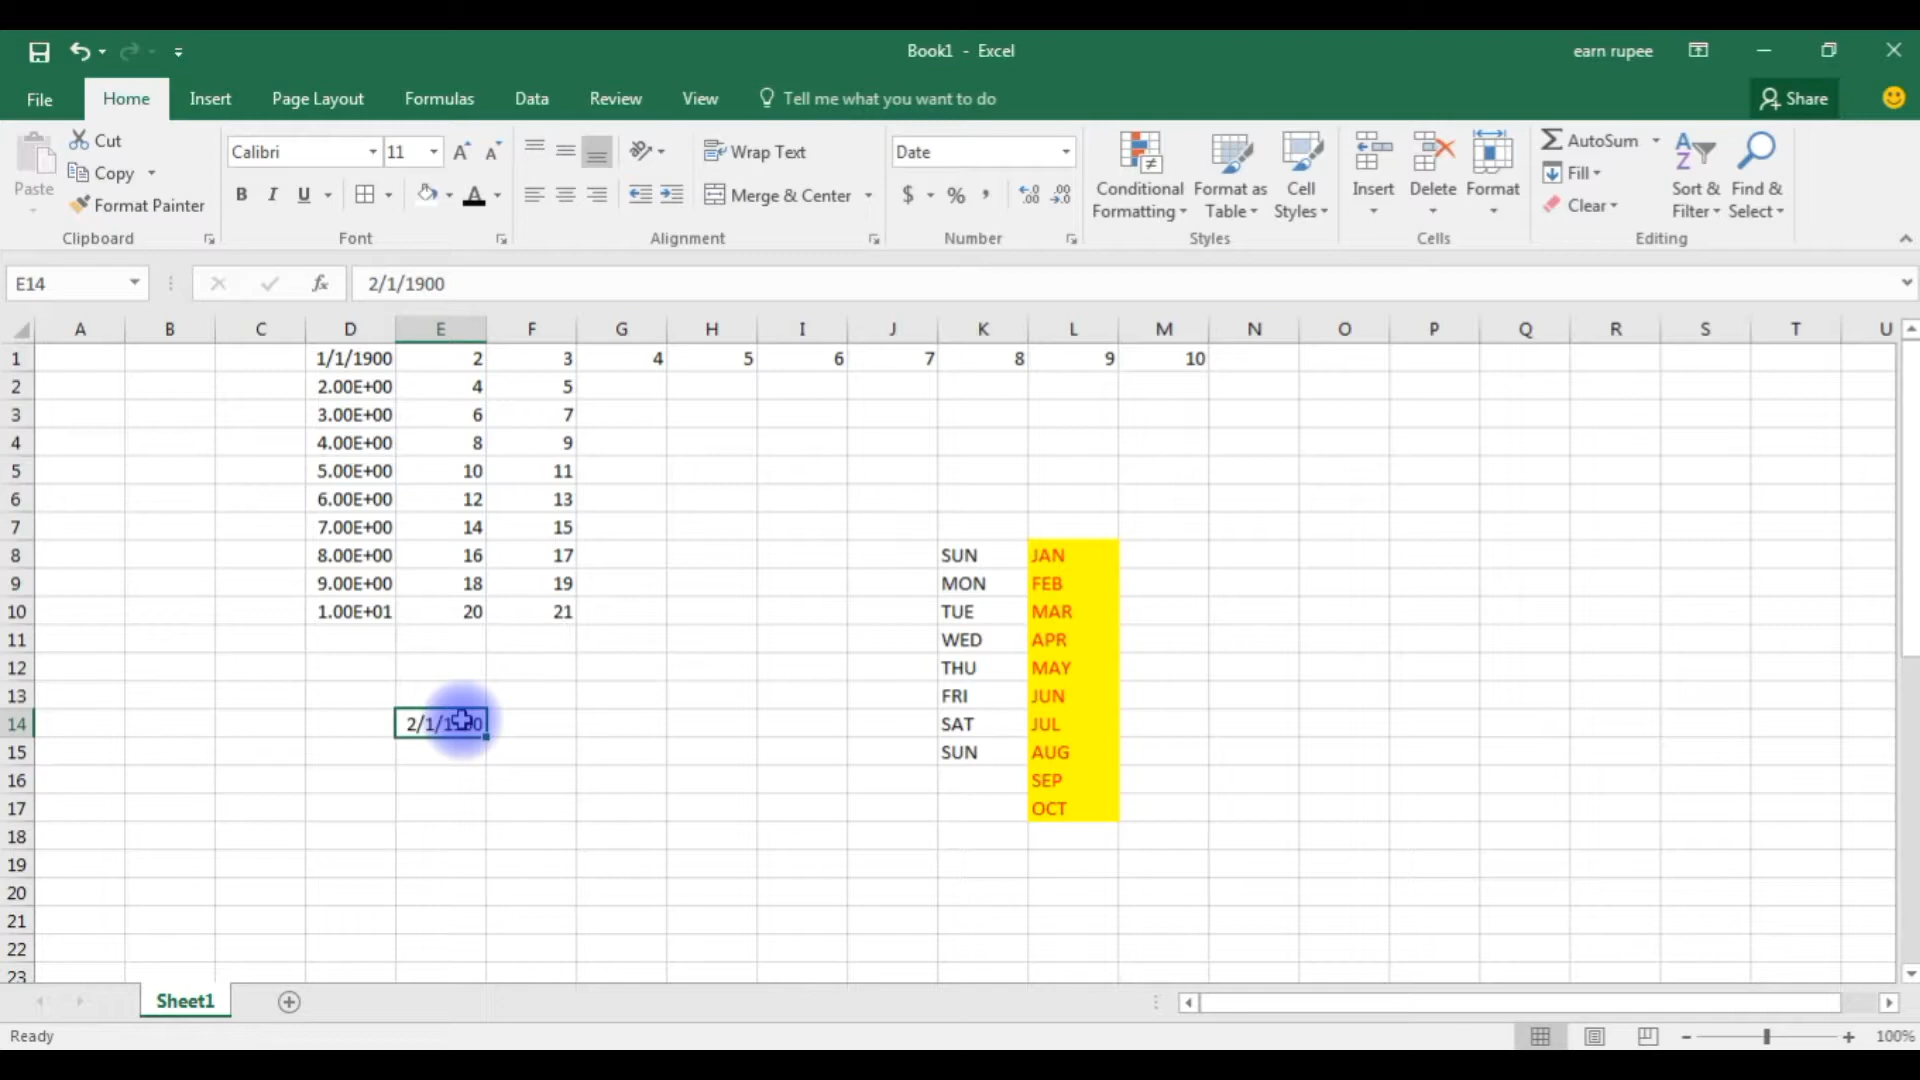 Book1 - Excel
earn rupee
File Home Insert Page Layout Formulas Data Review View Tell me what you want to do Share
Cut
Copy
Format Painter
Paste
Clipboard
Calibri 11
B I U A
Font
Wrap Text
Merge & Center
Alignment
Date
$ % ,
Number
Conditional Formatting
Format as Table
Cell Styles
Styles
Insert Delete Format
Cells
AutoSum
Fill
Clear
Sort & Filter
Find & Select
Editing
E14 fx 2/1/1900
A B C D E F G H I J K L M N O P Q R S T U
1 1/1/1900 2 3 4 5 6 7 8 9 10
2 2.00E+00 4 5
3 3.00E+00 6 7
4 4.00E+00 8 9
5 5.00E+00 10 11
6 6.00E+00 12 13
7 7.00E+00 14 15
8 8.00E+00 16 17 SUN JAN
9 9.00E+00 18 19 MON FEB
10 1.00E+01 20 21 TUE MAR
11 WED APR
12 THU MAY
13 FRI JUN
14 2/1/1900 SAT JUL
15 SUN AUG
16 SEP
17 OCT
18
19
20
21
22
23
Sheet1
Ready 100%